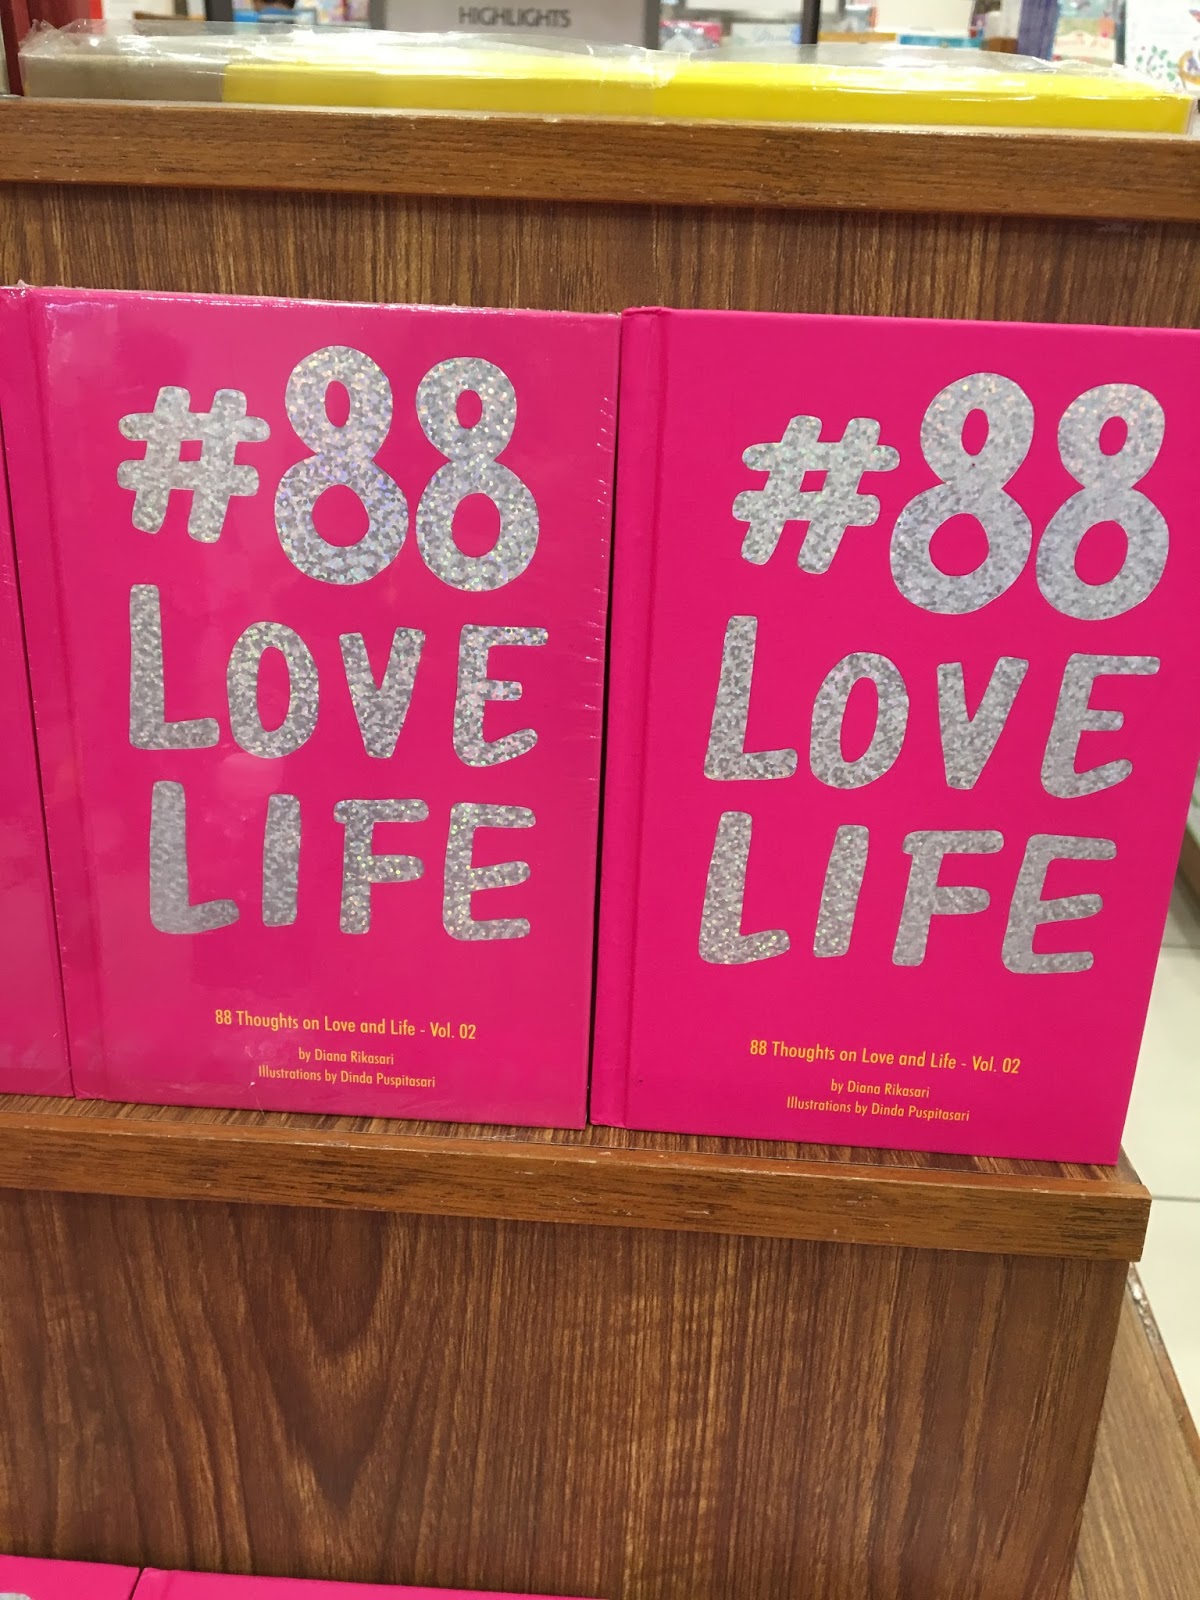 HIGHLIGHTS
#88
LOVE
LIFE
88 Thoughts on Love and Life - Vol. 02
by Diana Rikasari
Illustrations by Dinda Puspitasari
#88
LOVE
LIFE
88 Thoughts on Love and Life - Vol. 02
by Diana Rikasari
Illustrations by Dinda Puspitasari